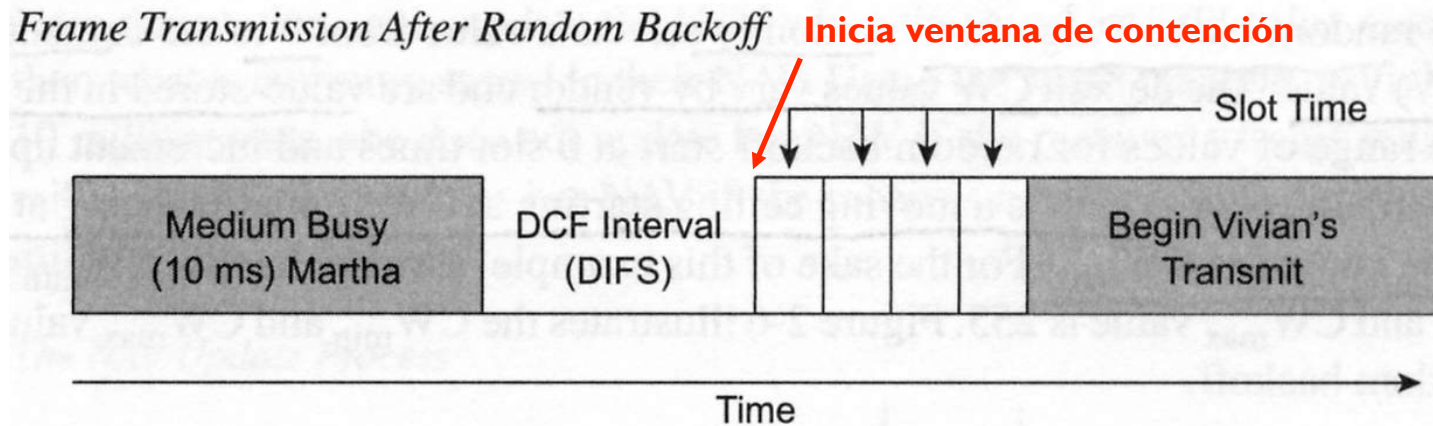 Frame Transmission After Random Backoff
Inicia ventana de contención
Slot Time
Medium Busy
(10 ms) Martha
DCF Interval
(DIFS)
Begin Vivian's
Transmit
Time